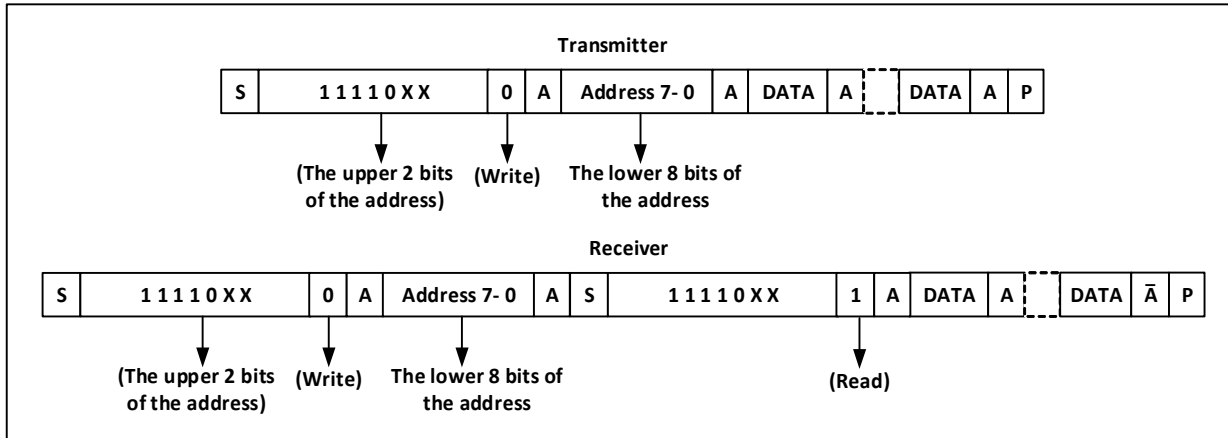 Transmitter
S 1 1 1 1 0 X X 0 A Address 7- 0 A DATA A DATA A P
(The upper 2 bits of the address) (Write) The lower 8 bits of the address
Receiver
S 1 1 1 1 0 X X 0 A Address 7- 0 A S 1 1 1 1 0 X X 1 A DATA A DATA Ā P
(The upper 2 bits of the address) (Write) The lower 8 bits of the address (Read)